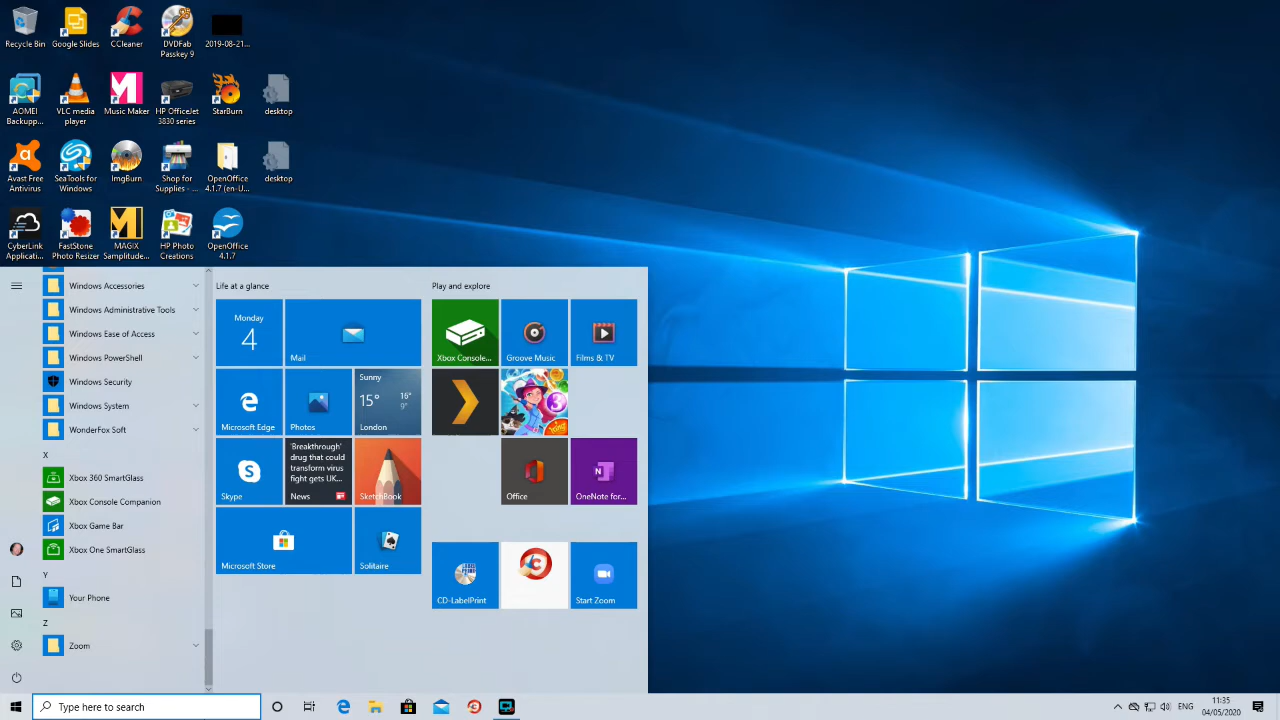 Recycle Bin
Google Slides
CCleaner
DVDFab
Passkey 9
2019-08-21...
AOMEI
Backupp...
VLC media
player
Music Maker
HP OfficeJet
3830 series
StarBurn
desktop
Avast Free
Antivirus
SeaTools for
Windows
ImgBurn
Shop for
Supplies - ...
OpenOffice
4.1.7 (en-U...
desktop
CyberLink
Applicati...
FastStone
Photo Resizer
MAGIX
Samplitude...
HP Photo
Creations
OpenOffice
4.1.7
Windows Accessories
Windows Administrative Tools
Windows Ease of Access
Windows PowerShell
Windows Security
Windows System
WonderFox Soft
X
Xbox 360 SmartGlass
Xbox Console Companion
Xbox Game Bar
Xbox One SmartGlass
Y
Your Phone
Z
Zoom
Life at a glance
Monday
4
Mail
Microsoft Edge
Photos
Sunny
15°
16°
9°
London
Skype
'Breakthrough'
drug that could
transform virus
fight gets UK...
News
SketchBook
Microsoft Store
Solitaire
Play and explore
Xbox Console...
Groove Music
Films & TV
3
King
Office
OneNote for...
CD-LabelPrint
Start Zoom
Type here to search
ENG
11:35
04/05/2020